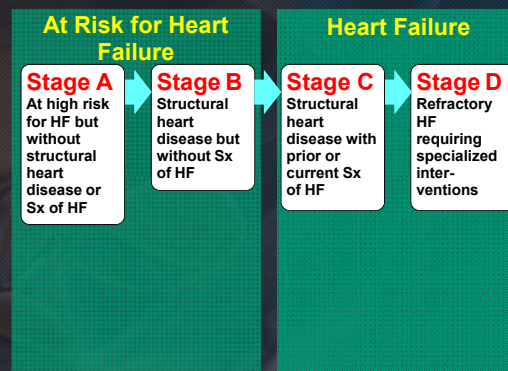 At Risk for Heart
Failure
Stage A
At high risk
for HF but
without
structural
heart
disease or
Sx of HF
Stage B
Structural
heart
disease but
without Sx
of HF
Heart Failure
Stage C
Structural
heart
disease with
prior or
current Sx
of HF
Stage D
Refractory
HF
requiring
specialized
inter-
ventions